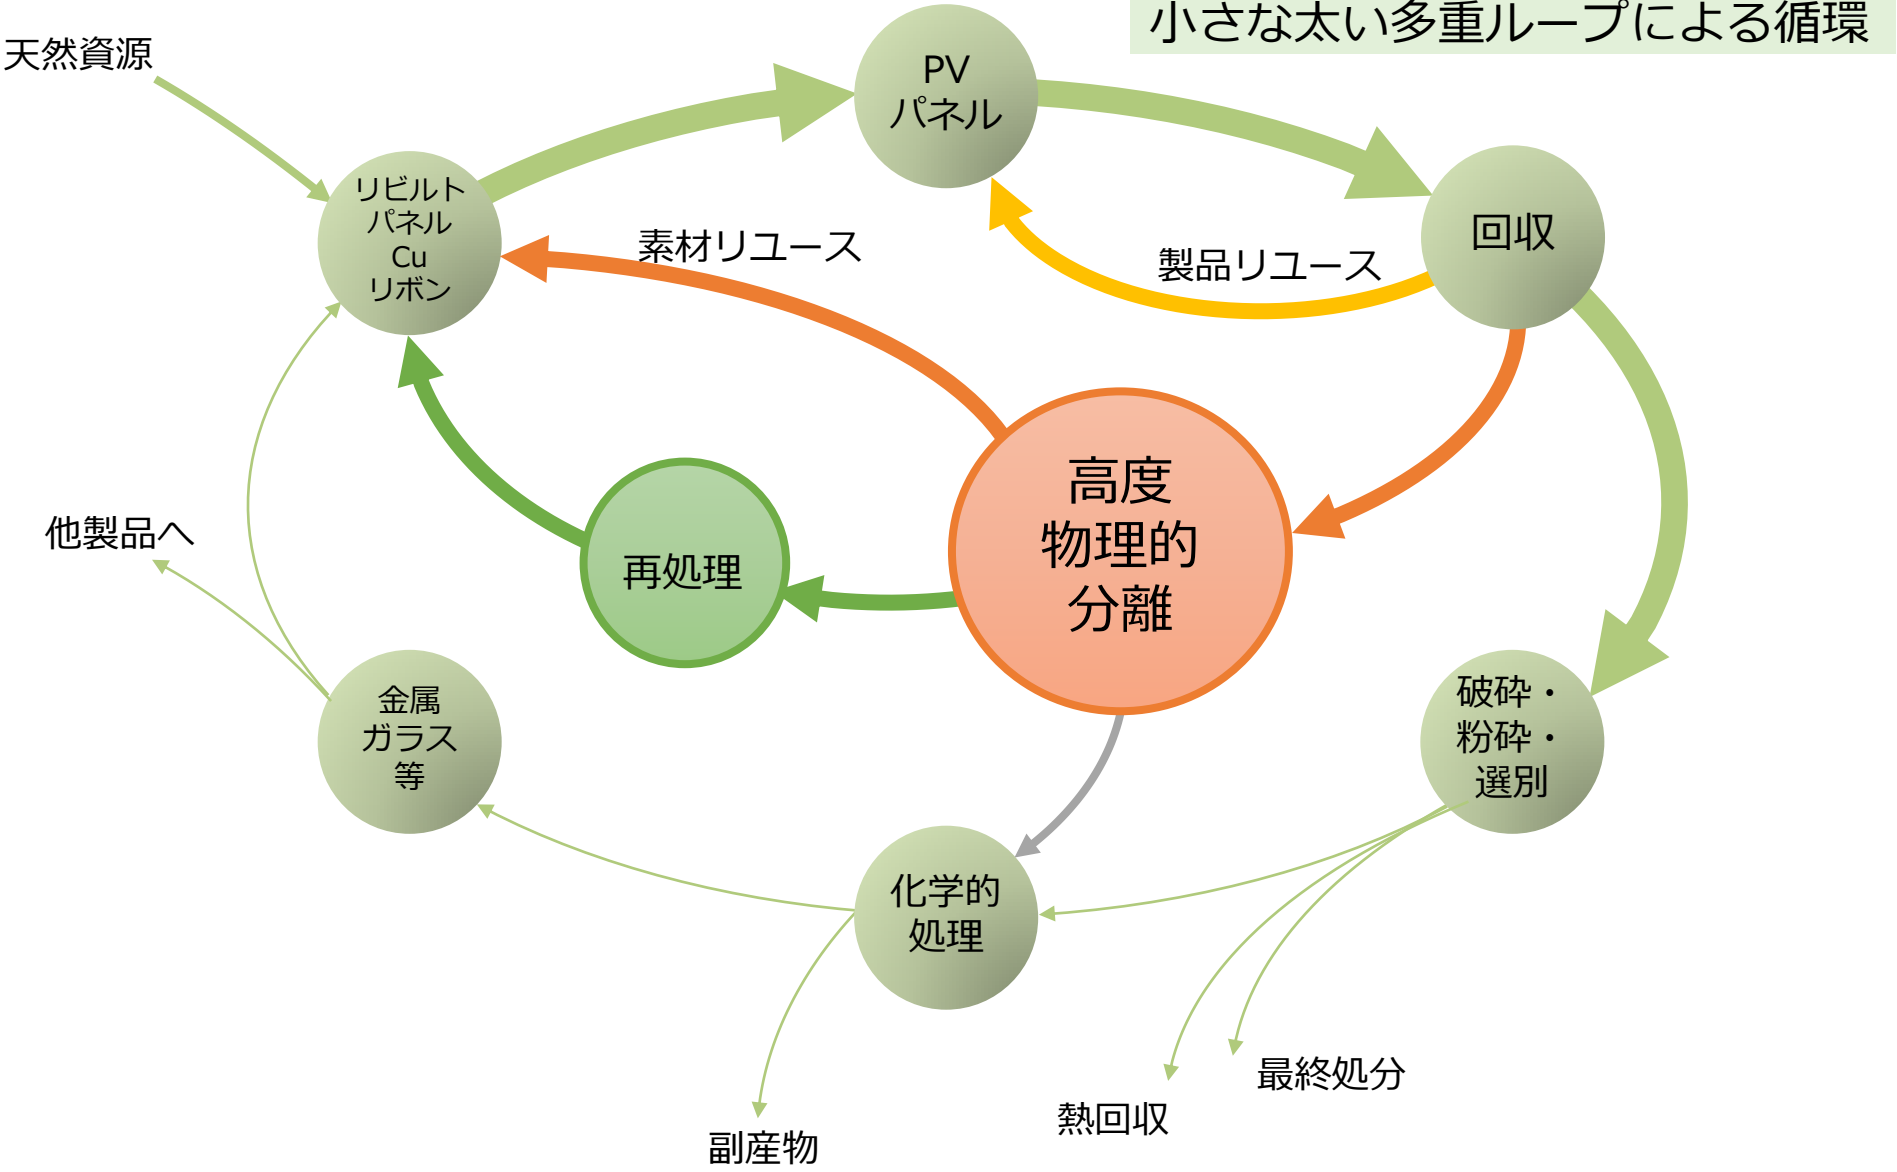 小さな太い多重ループによる循環
天然資源
PV
パネル
リビルト
パネル
Cu
リボン
素材リユース
製品リユース
回収
高度
物理的
分離
再処理
他製品へ
金属
ガラス
等
破砕・
粉砕・
選別
化学的
処理
最終処分
熱回収
副産物